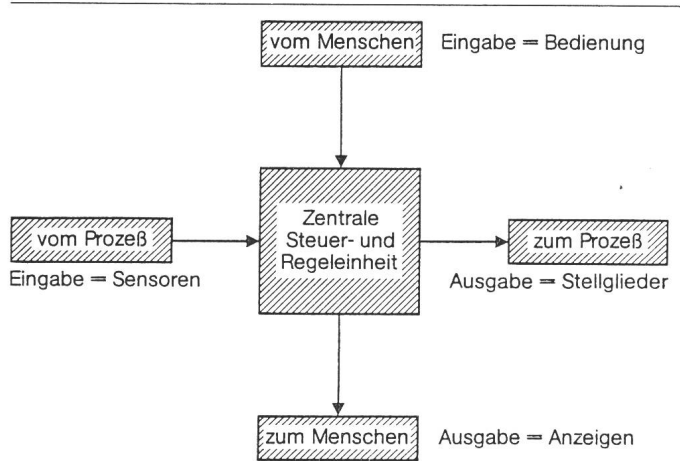 vom Menschen Eingabe = Bedienung
Zentrale
Steuer- und
Regeleinheit
vom Prozeß
Eingabe = Sensoren
zum Prozeß
Ausgabe = Stellglieder
zum Menschen Ausgabe = Anzeigen